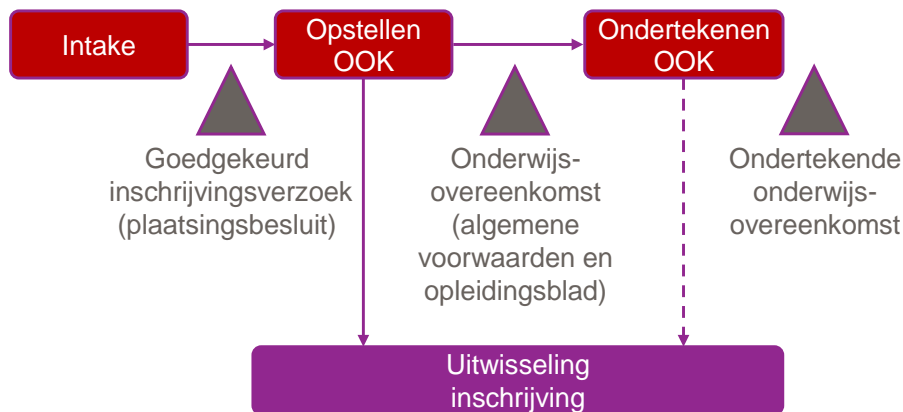 Intake
Opstellen
OOK
Ondertekenen
OOK
Goedgekeurd
inschrijvingsverzoek
(plaatsingsbesluit)
Onderwijs-
overeenkomst
(algemene
voorwaarden en
opleidingsblad)
Ondertekende
onderwijs-
overeenkomst
Uitwisseling
inschrijving